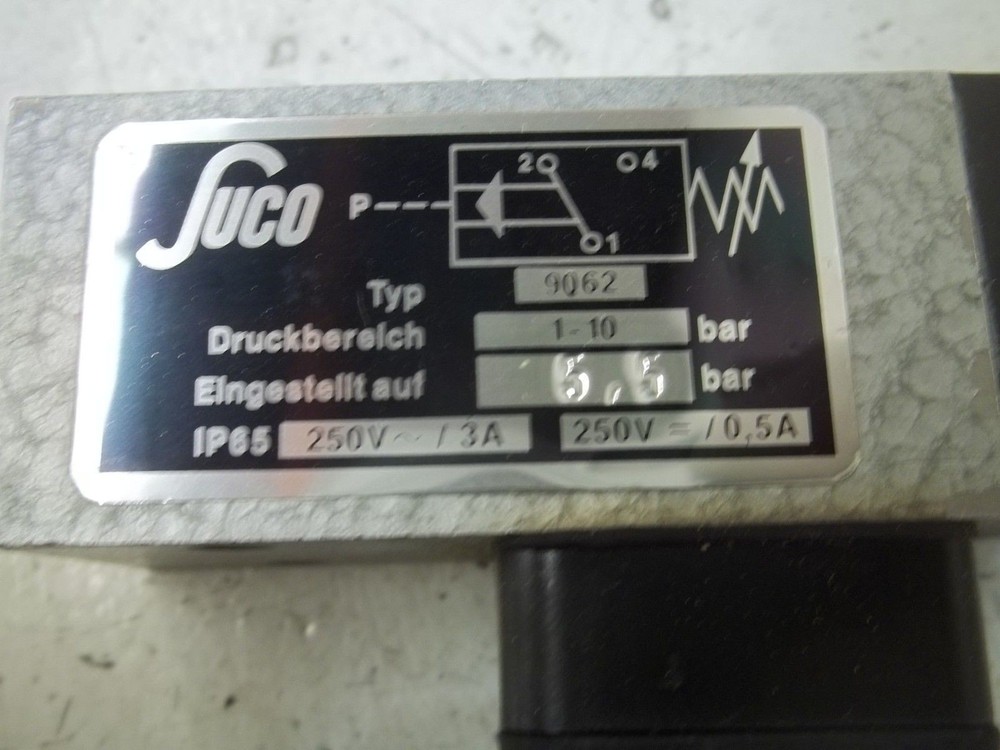 Suco
P 2 4
1
Typ 9062
Druckbereich 1-10 bar
Eingestellt auf 5,5 bar
IP65 250V~ / 3A 250V = / 0,5A